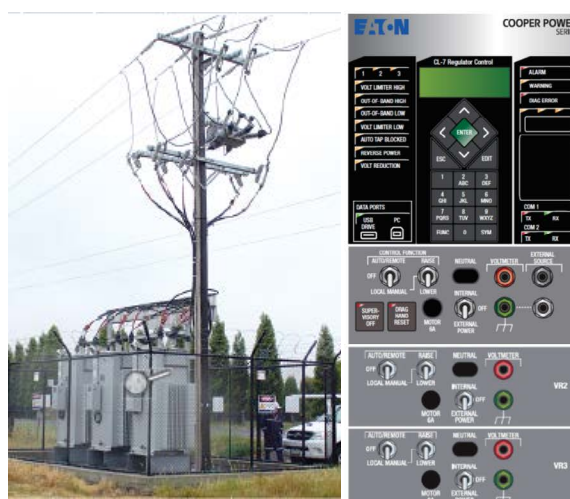 EATON
COOPER POWE
SERIE
CL-7 Regulator Control
1 2 3
VOLT LIMITER HIGH
OUT-OF-BAND HIGH
OUT-OF-BAND LOW
VOLT LIMITER LOW
AUTO TAP BLOCKED
REVERSE POWER
VOLT REDUCTION
ALARM
WARNING
DIAG ERROR
ENTER
ESC
EDIT
1
2
ABC
3
DEF
4
GHI
5
JKL
6
MNO
7
PQRS
8
TUV
9
WXYZ
FUNC
0
SYM
DATA PORTS
USB
DRIVE
PC
COM 1
TX RX
COM 2
TX RX
CONTROL FUNCTION
AUTO/REMOTE
OFF
LOCAL MANUAL
RAISE
LOWER
NEUTRAL
VOLTMETER
EXTERNAL
SOURCE
SUPER-
VISORY
OFF
DRAG
HAND
RESET
MOTOR
6A
INTERNAL
OFF
EXTERNAL
POWER
AUTO/REMOTE
OFF
LOCAL MANUAL
RAISE
LOWER
NEUTRAL
VOLTMETER
MOTOR
6A
INTERNAL
OFF
EXTERNAL
POWER
VR2
AUTO/REMOTE
OFF
LOCAL MANUAL
RAISE
LOWER
NEUTRAL
VOLTMETER
MOTOR
6A
INTERNAL
OFF
EXTERNAL
VR3